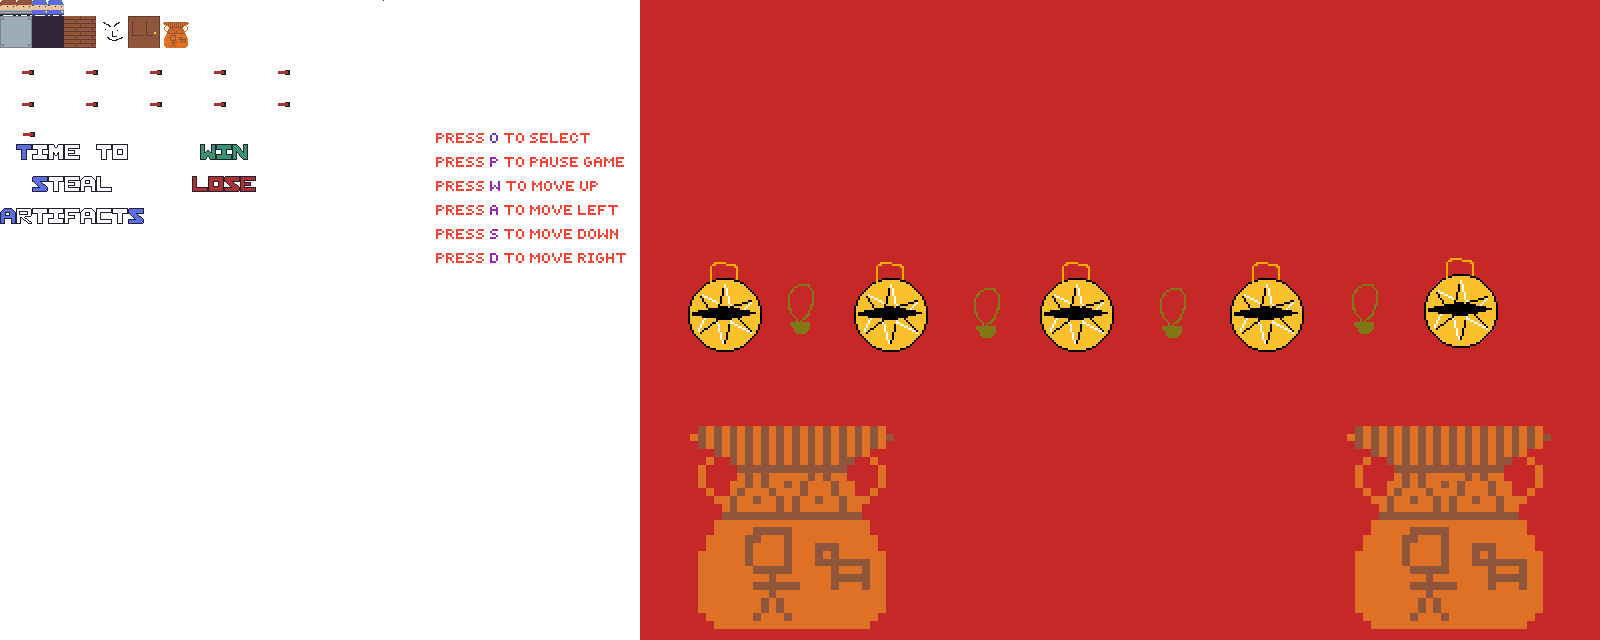 TIME TO
STEAL
ARTIFACTS
WIN
LOSE
PRESS O TO SELECT
PRESS P TO PAUSE GAME
PRESS W TO MOVE UP
PRESS A TO MOVE LEFT
PRESS S TO MOVE DOWN
PRESS D TO MOVE RIGHT